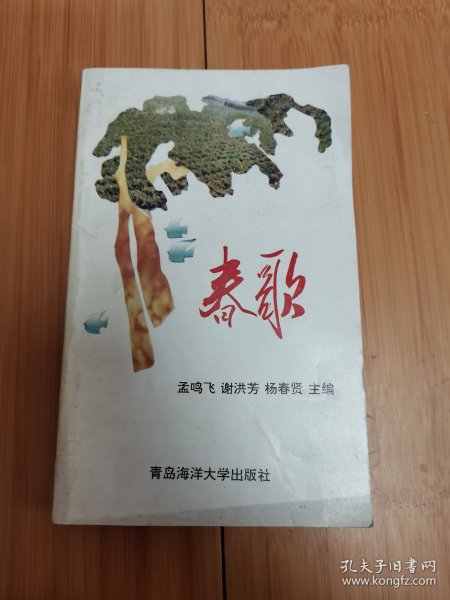 春歌
孟鸣飞 谢洪芳 杨春贤 主编
青岛海洋大学出版社
孔夫子旧书网
www.kongfz.com